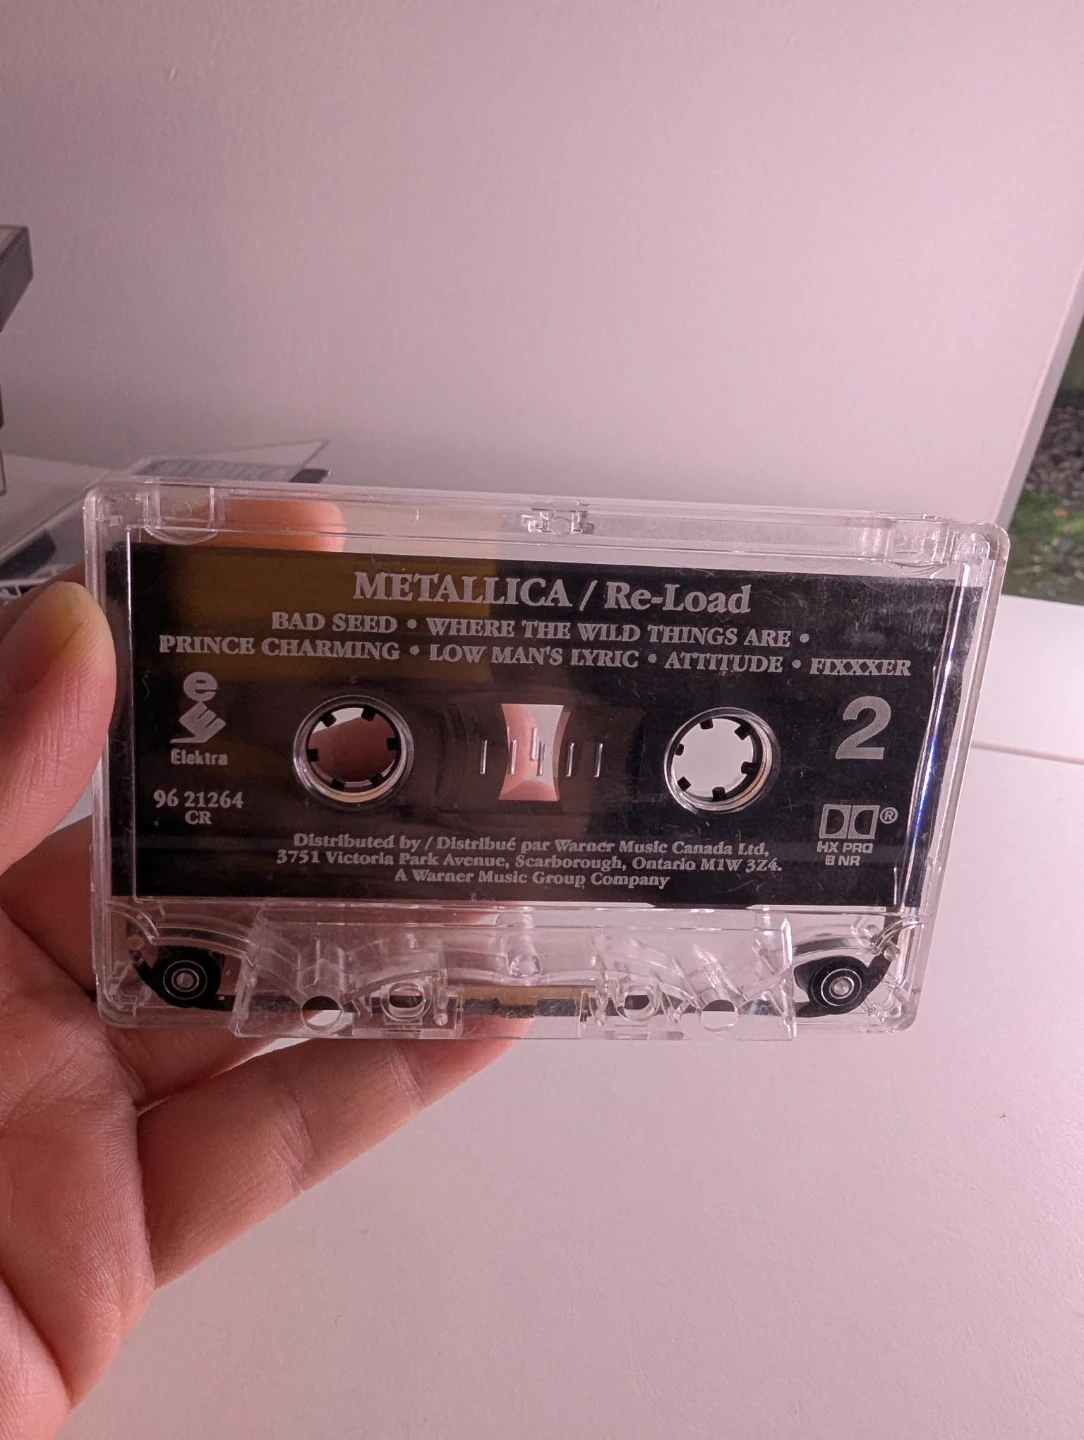 METALLICA / Re-Load
BAD SEED • WHERE THE WILD THINGS ARE •
PRINCE CHARMING • LOW MAN'S LYRIC • ATTITUDE • FIXXXER
e
Elektra
2
96 21264
CR
®
HX PRO
B NR
Distributed by / Distribué par Warner Music Canada Ltd,
3751 Victoria Park Avenue, Scarborough, Ontario M1W 3Z4.
A Warner Music Group Company